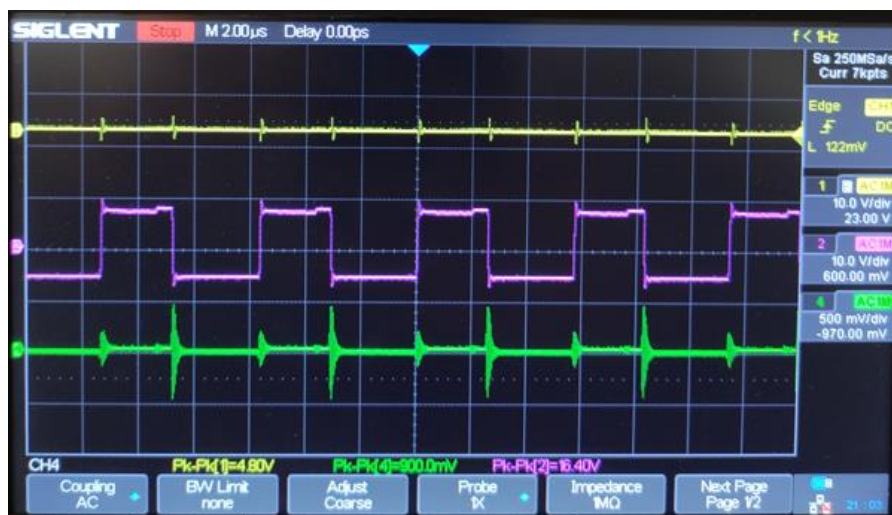 SIGLENT Stop M 2.00μs Delay 0.00ps f < 1Hz
Sa 250MSa/s
Curr 7kpts
Edge CH1
DC
L 122mV
1 AC1M
10.0 V/div
23.00 V
2 AC1M
10.0 V/div
600.00 mV
4 AC1M
500 mV/div
-970.00 mV
CH4 Pk-Pk[1]=4.80V Pk-Pk[4]=900.0mV Pk-Pk[2]=16.40V
Coupling BW Limit Adjust Probe Impedance Next Page
AC none Coarse 1X 1MΩ Page 1/2
21:03